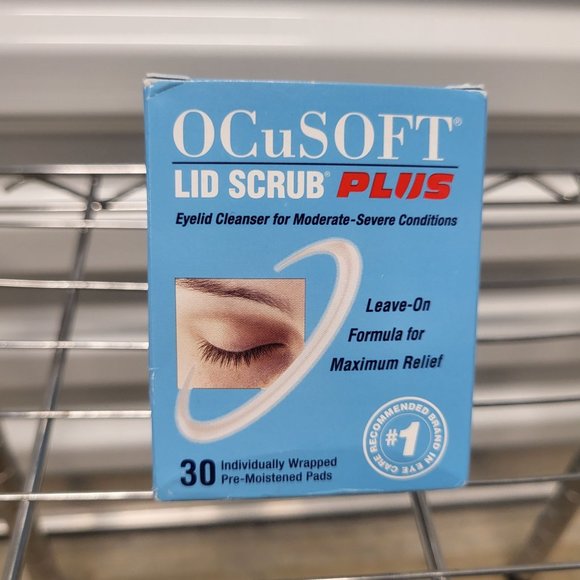 OCuSOFT®
LID SCRUB® PLUS
Eyelid Cleanser for Moderate-Severe Conditions
Leave-On
Formula for
Maximum Relief
RECOMMENDED BRAND IN EYE CARE
#1
30 Individually Wrapped
Pre-Moistened Pads